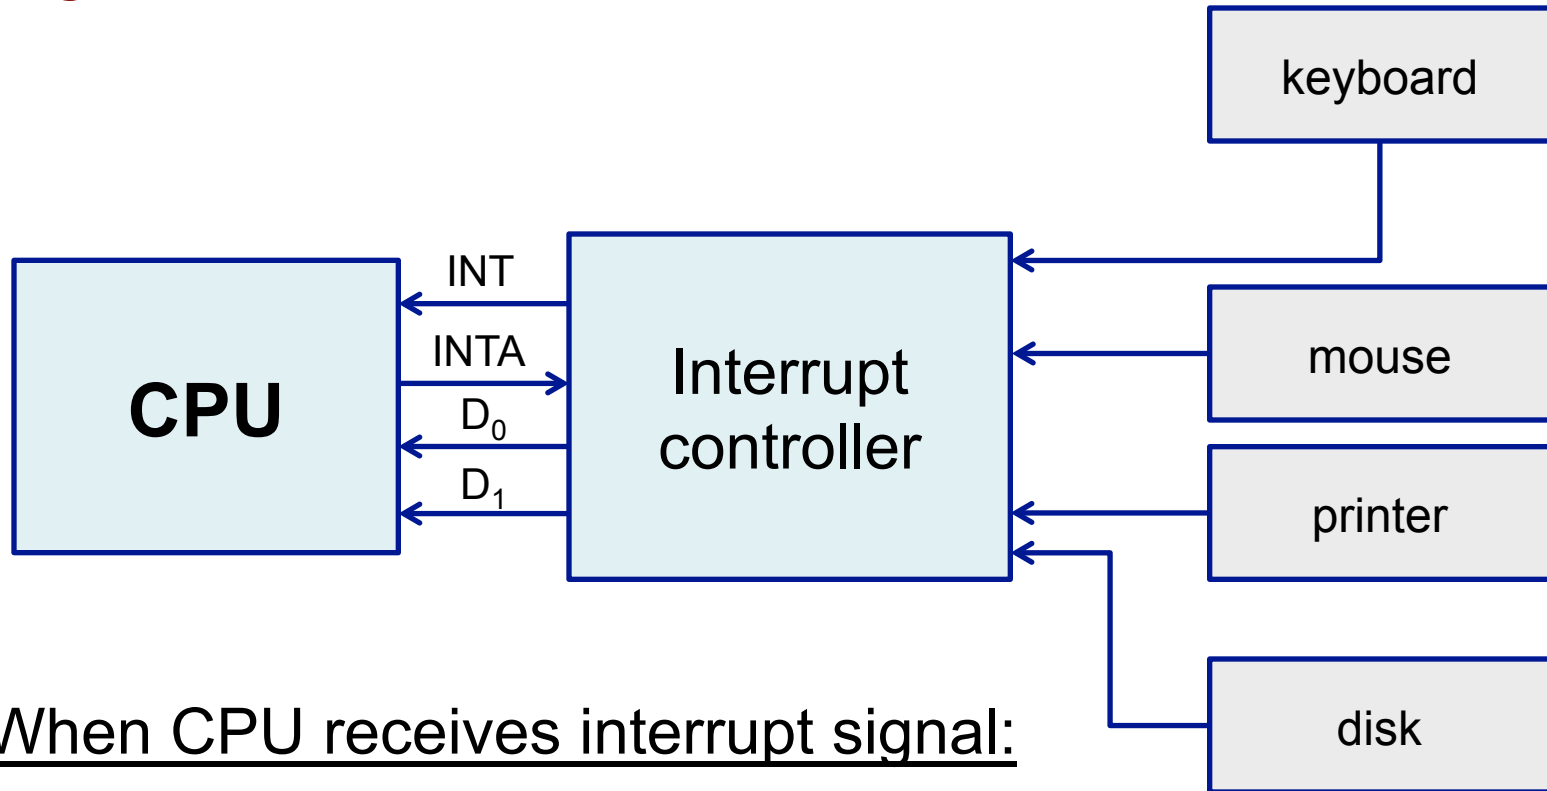 keyboard
INT
INTA
mouse
CPU
Interrupt
controller
D0
D1
printer
When CPU receives interrupt signal:
disk